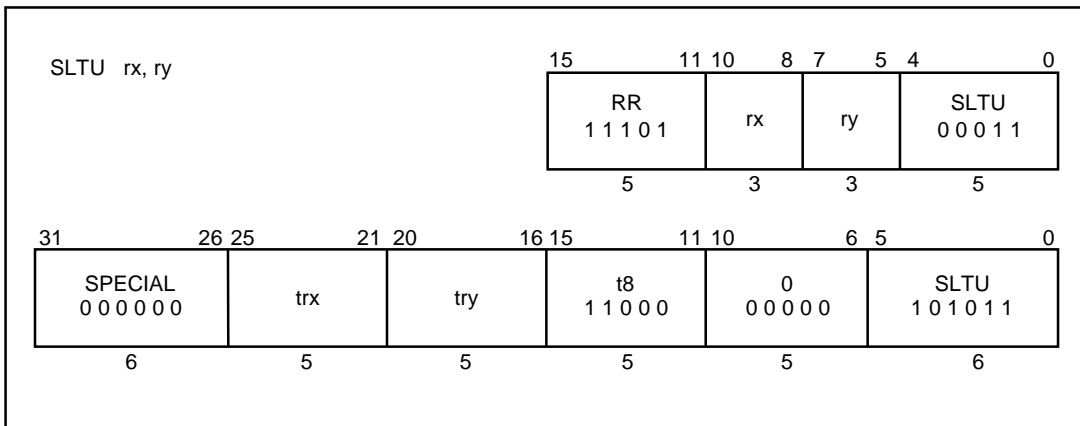 SLTU rx, ry
15 11 10 8 7 5 4 0
RR rx ry SLTU
1 1 1 0 1 0 0 0 1 1
5 3 3 5
31 26 25 21 20 16 15 11 10 6 5 0
SPECIAL trx try t8 0 SLTU
0 0 0 0 0 0 1 1 0 0 0 0 0 0 0 0 1 0 1 0 1 1
6 5 5 5 5 6